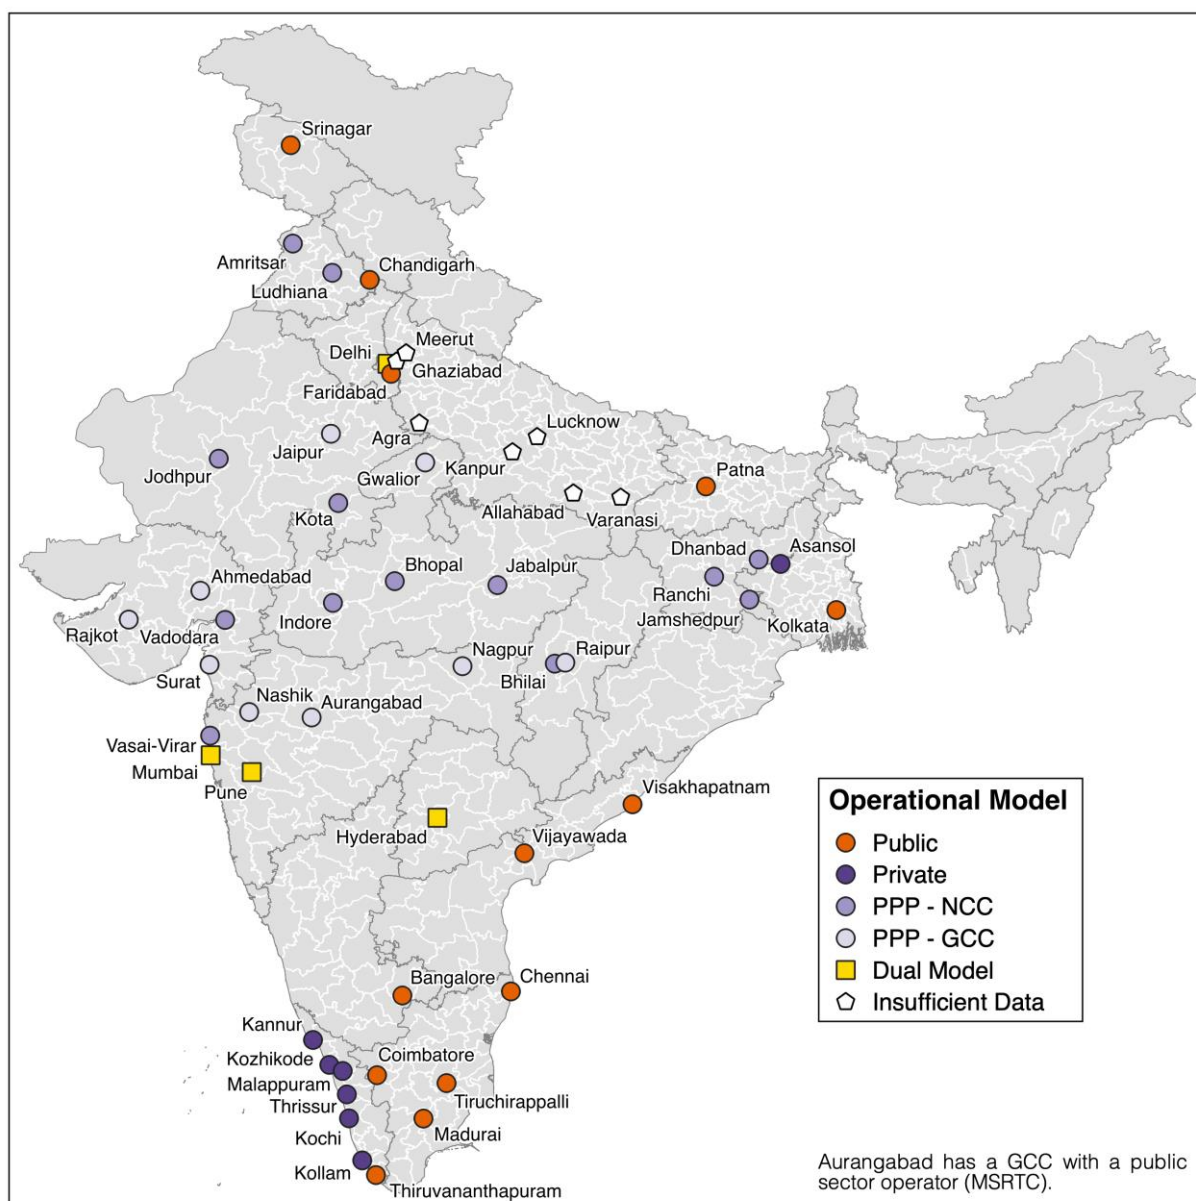 Srinagar
Amritsar
Ludhiana
Chandigarh
Meerut
Delhi
Ghaziabad
Faridabad
Agra
Lucknow
Jaipur
Jodhpur
Gwalior
Kanpur
Patna
Kota
Allahabad
Varanasi
Dhanbad
Asansol
Ahmedabad
Bhopal
Jabalpur
Ranchi
Rajkot
Vadodara
Indore
Jamshedpur
Kolkata
Surat
Nagpur
Raipur
Bhilai
Nashik
Aurangabad
Vasai-Virar
Mumbai
Pune
Visakhapatnam
Hyderabad
Vijayawada
Operational Model
Public
Private
PPP - NCC
PPP - GCC
Dual Model
Insufficient Data
Bangalore
Chennai
Kannur
Kozhikode
Coimbatore
Malappuram
Thrissur
Tiruchirappalli
Kochi
Madurai
Kollam
Thiruvananthapuram
Aurangabad has a GCC with a public
sector operator (MSRTC).